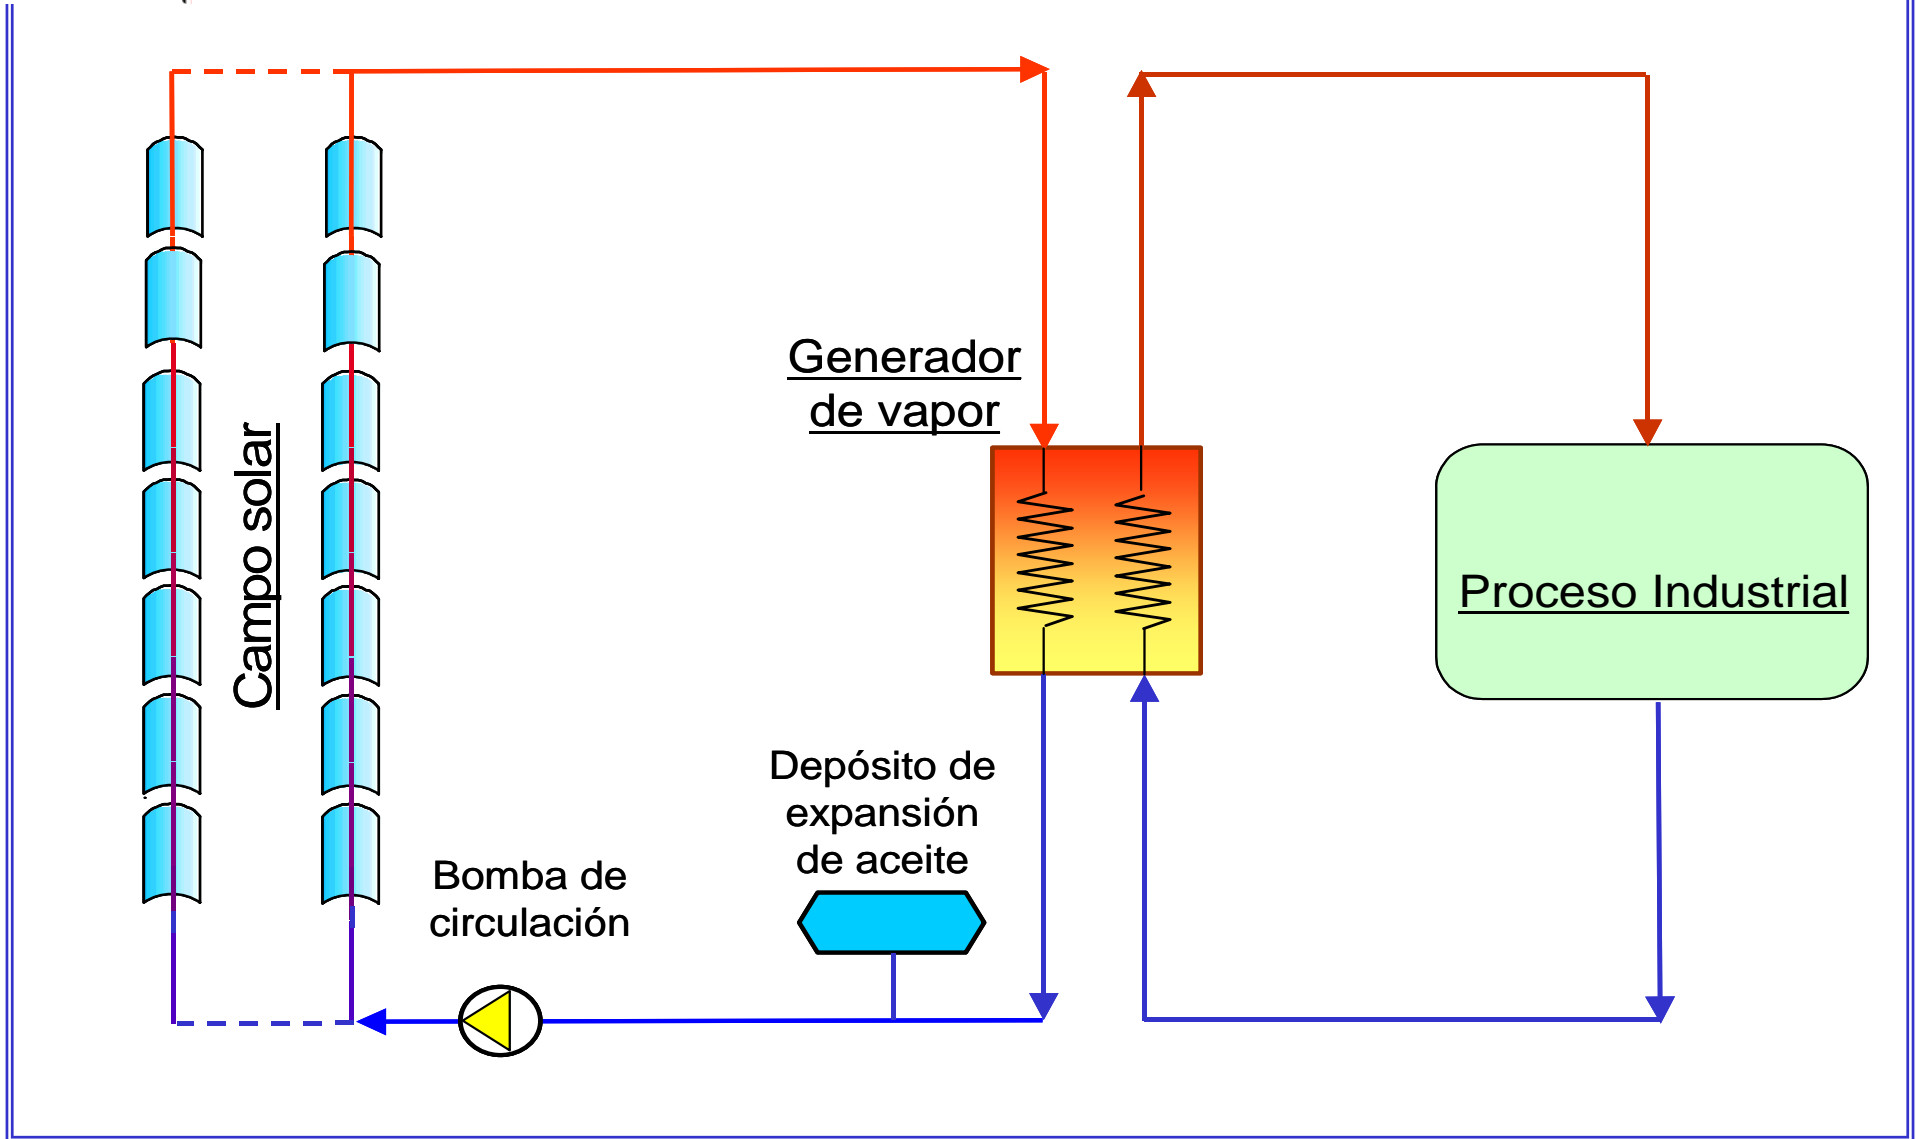 Generador
de vapor
Campo solar
Proceso Industrial
Depósito de
expansión
de aceite
Bomba de
circulación